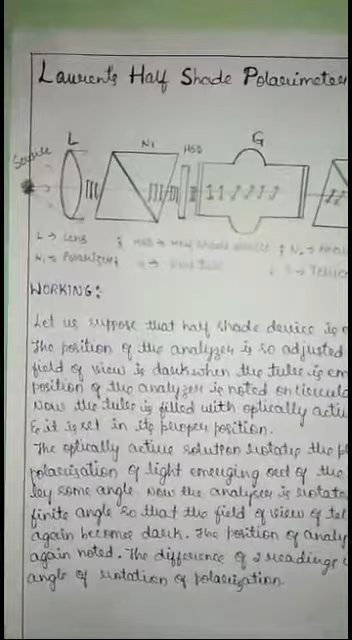 Laurent's Half Shade Polarimeter
L N1 HSD G
Source
L → Lens
N1 → Polariser
WORKING:
Let us suppose that half shade device is
The position of the analyzer is so adjusted
field of view is dark when the tube is em
position of the analyzer is noted on circula
Now the tube is filled with optically activ
& it is set in its proper position.
The optically active solution rotates the p
polarisation of light emerging out of the
by some angle. Now the analyser is rotate
finite angle so that the field of view of tel
again become dark. The position of analy
again noted. The difference of 2 readings
angle of rotation of polarization.